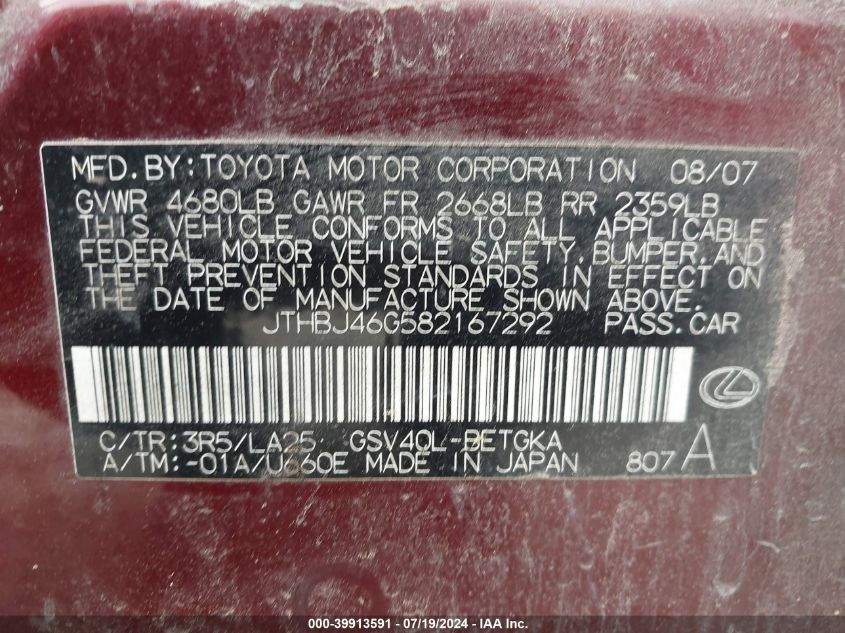 MFD.BY:TOYOTA MOTOR CORPORATION 08/07
GVWR 4680LB GAWR FR 2668LB RR 2359LB
THIS VEHICLE CONFORMS TO ALL APPLICABLE
FEDERAL MOTOR VEHICLE SAFETY,BUMPER,AND
THEFT PREVENTION STANDARDS IN EFFECT ON
THE DATE OF MANUFACTURE SHOWN ABOVE.
JTHBJ46G582167292 PASS.CAR
C/TR:3R5/LA25 GSV40L-BETGKA
A/TM:-01A/U660E MADE IN JAPAN 807A
000-39913591 - 07/19/2024 - IAA Inc.